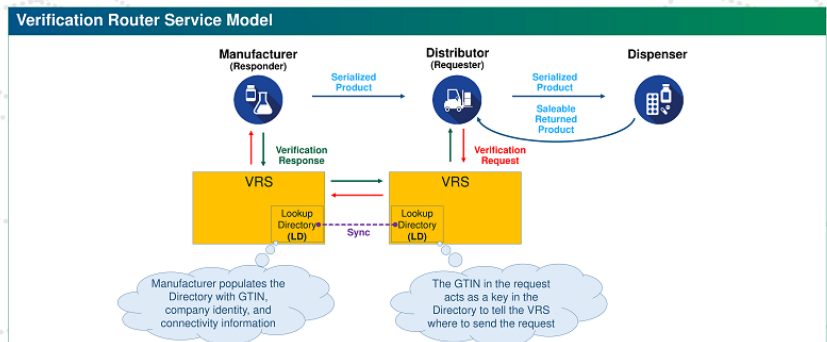 Verification Router Service Model
Manufacturer
(Responder)
Distributor
(Requester)
Dispenser
Serialized
Product
Serialized
Product
Saleable
Returned
Product
Verification
Response
Verification
Request
VRS
VRS
Lookup
Directory
(LD)
Sync
Lookup
Directory
(LD)
Manufacturer populates the
Directory with GTIN,
company identity, and
connectivity information
The GTIN in the request
acts as a key in the
Directory to tell the VRS
where to send the request